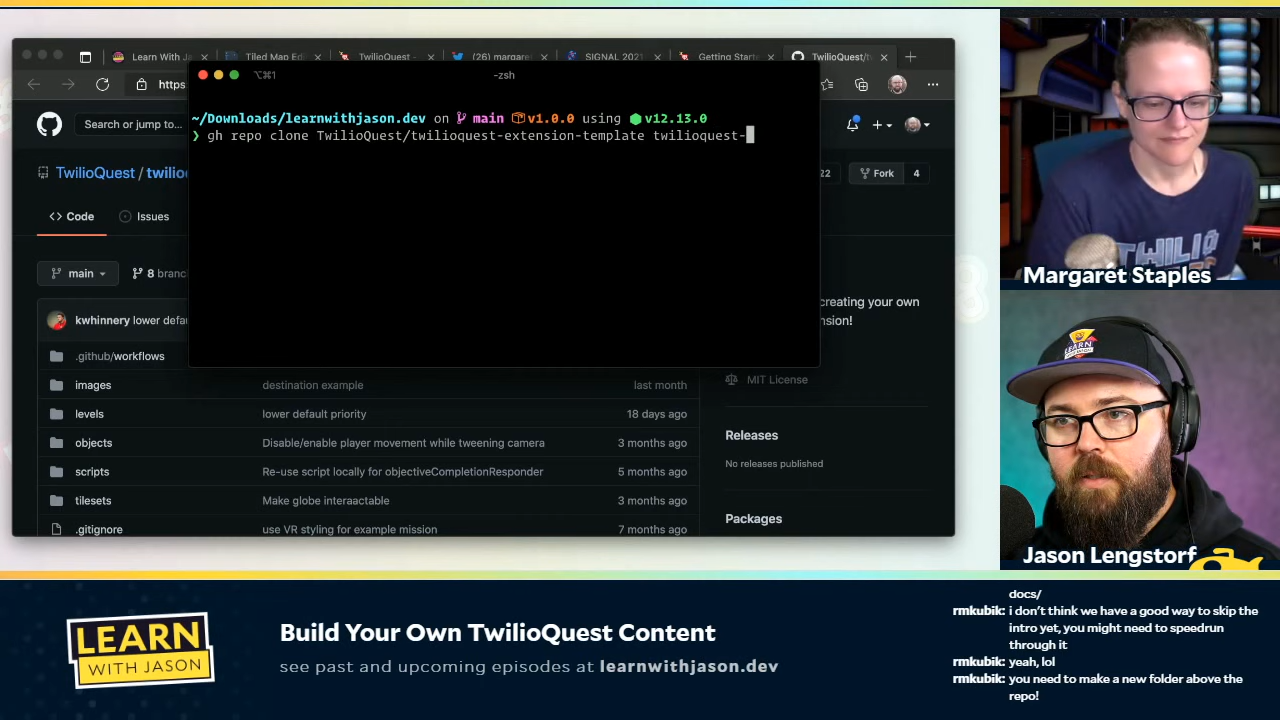 Learn With Ja
Tiled Map Edi
TwilioQuest -
(26) margare
SIGNAL 2021
Getting Starte
TwilioQuest/tw
https
⌥⌘1
-zsh
~/Downloads/learnwithjason.dev on main v1.0.0 using v12.13.0
❯ gh repo clone TwilioQuest/twilioquest-extension-template twilioquest-
Search or jump to...
TwilioQuest / twilio
22
Fork 4
<> Code
Issues
main
8 branc
creating your own
nsion!
kwhinnery lower defau
.github/workflows
images destination example last month
levels lower default priority 18 days ago
objects Disable/enable player movement while tweening camera 3 months ago
scripts Re-use script locally for objectiveCompletionResponder 5 months ago
tilesets Make globe interaactable 3 months ago
.gitignore use VR styling for example mission 7 months ago
MIT License
Releases
No releases published
Packages
TWILIO
Margaret Staples
LEARN
Jason Lengstorf
LEARN
WITH JASON
Build Your Own TwilioQuest Content
see past and upcoming episodes at learnwithjason.dev
docs/
rmkubik: i don't think we have a good way to skip the
intro yet, you might need to speedrun
through it
rmkubik: yeah, lol
rmkubik: you need to make a new folder above the
repo!